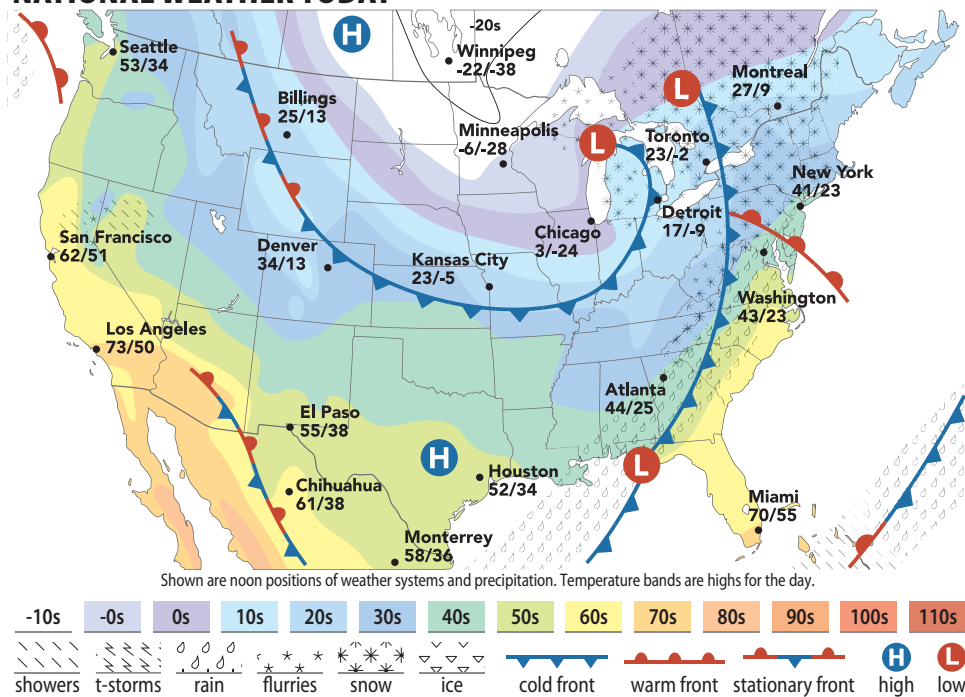 NATIONAL WEATHER TODAY
H
-20s
Winnipeg
-22/-38
Seattle
53/34
Billings
25/13
Minneapolis
-6/-28
L
L
Montreal
27/9
Toronto
23/-2
New York
41/23
Detroit
17/-9
Chicago
3/-24
San Francisco
62/51
Denver
34/13
Kansas City
23/-5
Washington
43/23
Los Angeles
73/50
Atlanta
44/25
El Paso
55/38
H
L
Houston
52/34
Chihuahua
61/38
Miami
70/55
Monterrey
58/36
Shown are noon positions of weather systems and precipitation. Temperature bands are highs for the day.
-10s -0s 0s 10s 20s 30s 40s 50s 60s 70s 80s 90s 100s 110s
H L
showers t-storms rain flurries snow ice cold front warm front stationary front high low